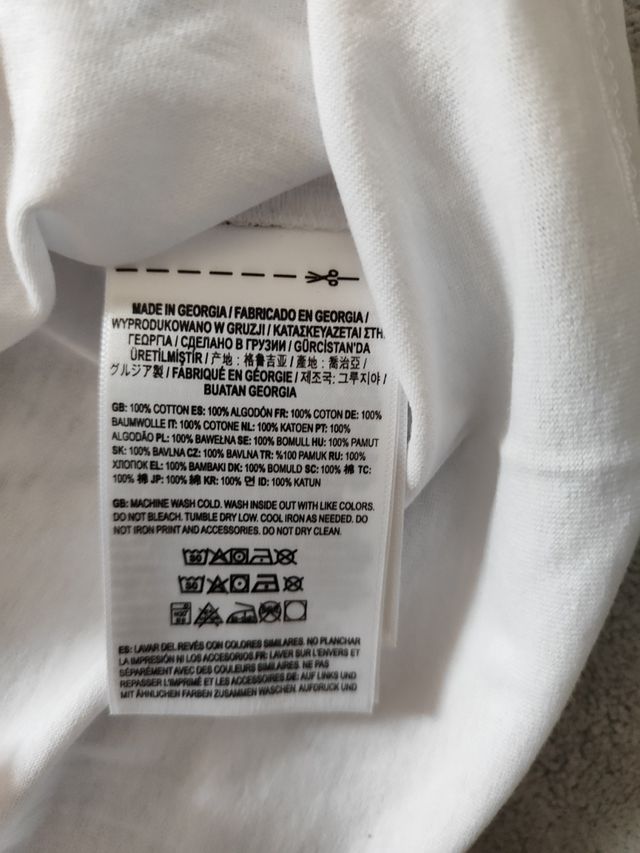 MADE IN GEORGIA / FABRICADO EN GEORGIA /
WYPRODUKOWANO W GRUZJI / ΚΑΤΑΣΚΕΥΑΖΕΤΑΙ ΣΤΗ
ΓΕΩΡΓΙΑ / СДЕЛАНО В ГРУЗИИ / GÜRCİSTAN'DA
ÜRETİLMİŞTİR / 产地 : 格鲁吉亚 / 產地 : 喬治亞 /
グルジア製 / FABRIQUÉ EN GÉORGIE / 제조국: 그루지야 /
BUATAN GEORGIA
GB: 100% COTTON ES: 100% ALGODÓN FR: 100% COTON DE: 100%
BAUMWOLLE IT: 100% COTONE NL: 100% KATOEN PT: 100%
ALGODÃO PL: 100% BAWEŁNA SE: 100% BOMULL HU: 100% PAMUT
SK: 100% BAVLNA CZ: 100% BAVLNA TR: %100 PAMUK RU: 100%
ХЛОПОК EL: 100% ΒΑΜΒΑΚΙ DK: 100% BOMULD SC: 100% 棉 TC:
100% 棉 JP: 100% 綿 KR: 100% 면 ID: 100% KATUN
GB: MACHINE WASH COLD. WASH INSIDE OUT WITH LIKE COLORS.
DO NOT BLEACH. TUMBLE DRY LOW. COOL IRON AS NEEDED. DO
NOT IRON PRINT AND ACCESSORIES. DO NOT DRY CLEAN.
30
30
ES: LAVAR DEL REVÉS CON COLORES SIMILARES. NO PLANCHAR
LA IMPRESIÓN NI LOS ACCESORIOS.FR: LAVER SUR L'ENVERS ET
SÉPARÉMENT AVEC DES COULEURS SIMILAIRES. NE PAS
REPASSER L'IMPRIMÉ ET LES ACCESSOIRES.DE: AUF LINKS UND
MIT ÄHNLICHEN FARBEN ZUSAMMEN WASCHEN. AUFDRUCK UND